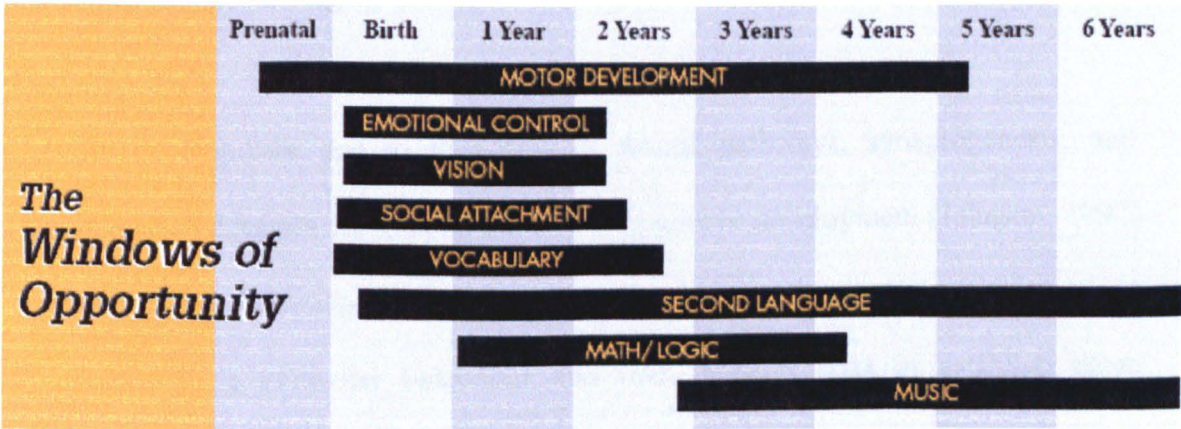 Prenatal Birth 1 Year 2 Years 3 Years 4 Years 5 Years 6 Years
MOTOR DEVELOPMENT
EMOTIONAL CONTROL
VISION
SOCIAL ATTACHMENT
VOCABULARY
SECOND LANGUAGE
MATH/ LOGIC
MUSIC
The
Windows of
Opportunity